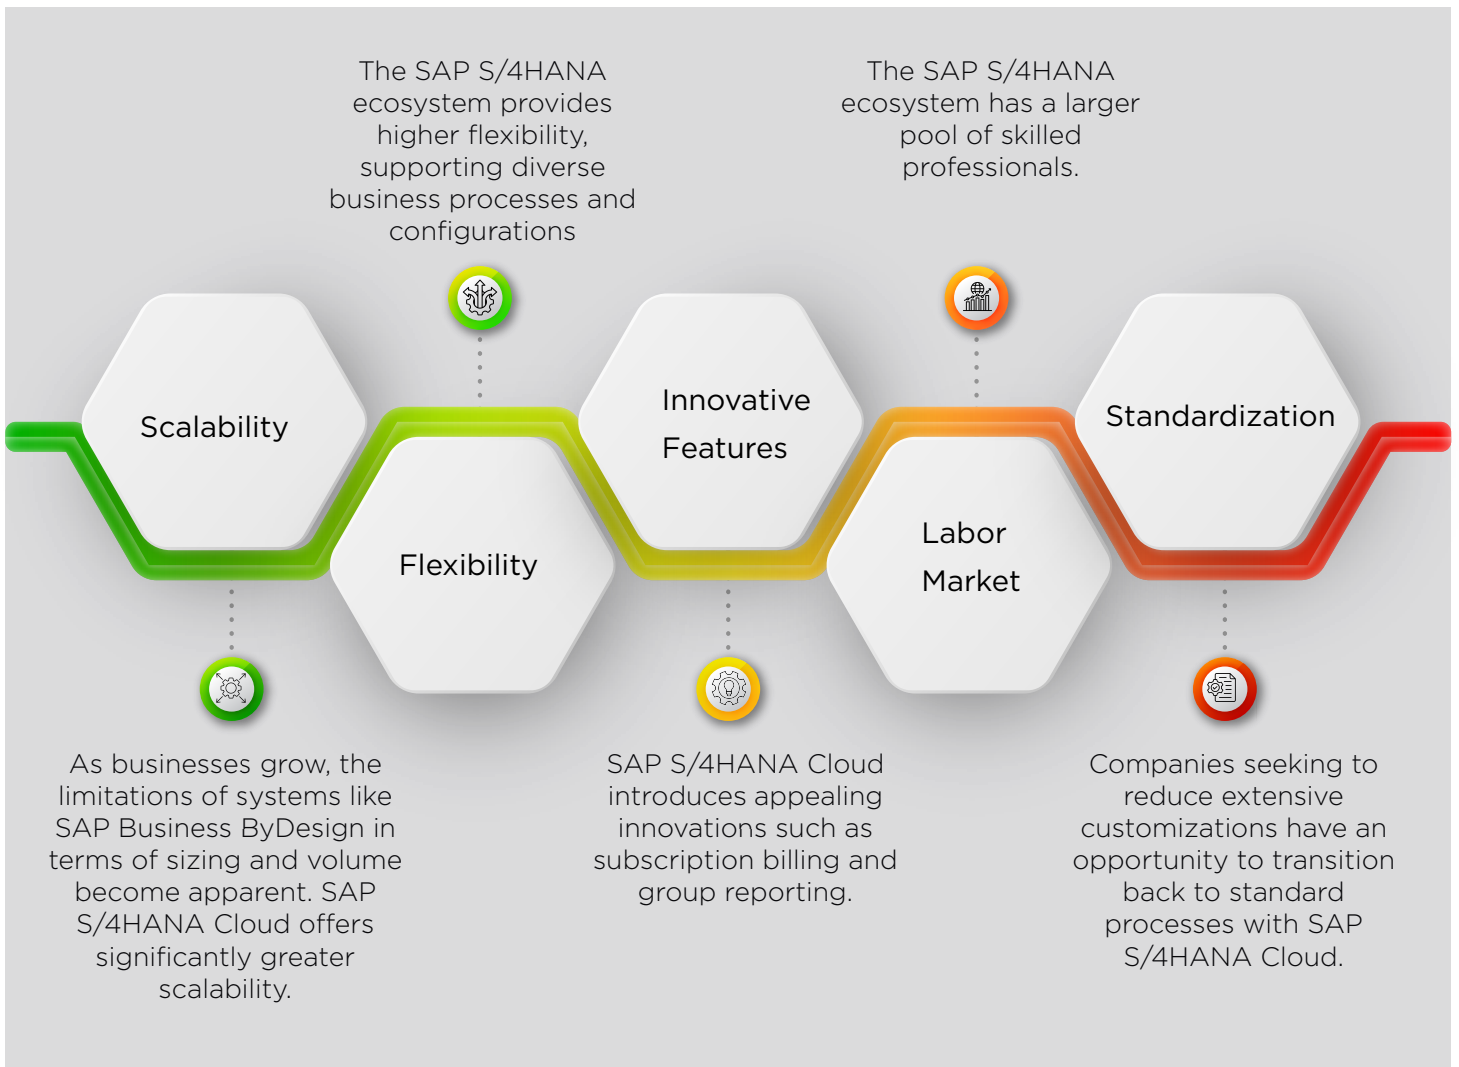 The SAP S/4HANA
ecosystem provides
higher flexibility,
supporting diverse
business processes and
configurations
The SAP S/4HANA
ecosystem has a larger
pool of skilled
professionals.
Scalability
Flexibility
Innovative
Features
Labor
Market
Standardization
As businesses grow, the
limitations of systems like
SAP Business ByDesign in
terms of sizing and volume
become apparent. SAP
S/4HANA Cloud offers
significantly greater
scalability.
SAP S/4HANA Cloud
introduces appealing
innovations such as
subscription billing and
group reporting.
Companies seeking to
reduce extensive
customizations have an
opportunity to transition
back to standard
processes with SAP
S/4HANA Cloud.